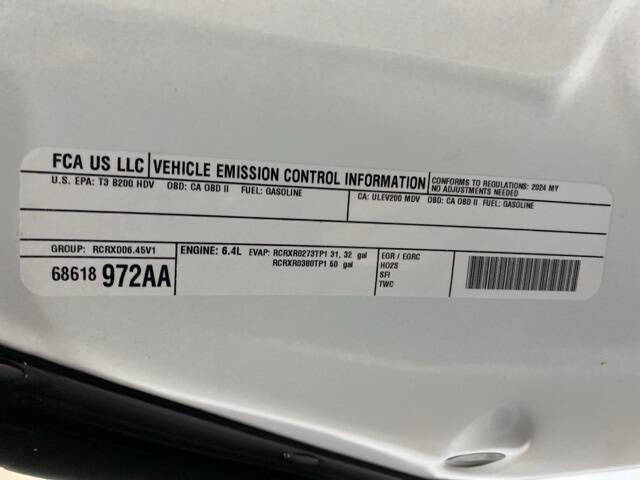 FCA US LLC VEHICLE EMISSION CONTROL INFORMATION CONFORMS TO REGULATIONS: 2024 MY
NO ADJUSTMENTS NEEDED
U.S. EPA: T3 B200 HDV OBD: CA OBD II FUEL: GASOLINE
CA: ULEV200 MDV OBD: CA OBD II FUEL: GASOLINE
GROUP: RCRXD06.45V1
68618 972AA
ENGINE: 6.4L EVAP: RCRXR0273TP1 31, 32 gal
RCRXR0380TP1 50 gal
EGR / EGRC
HO2S
SFI
TWC